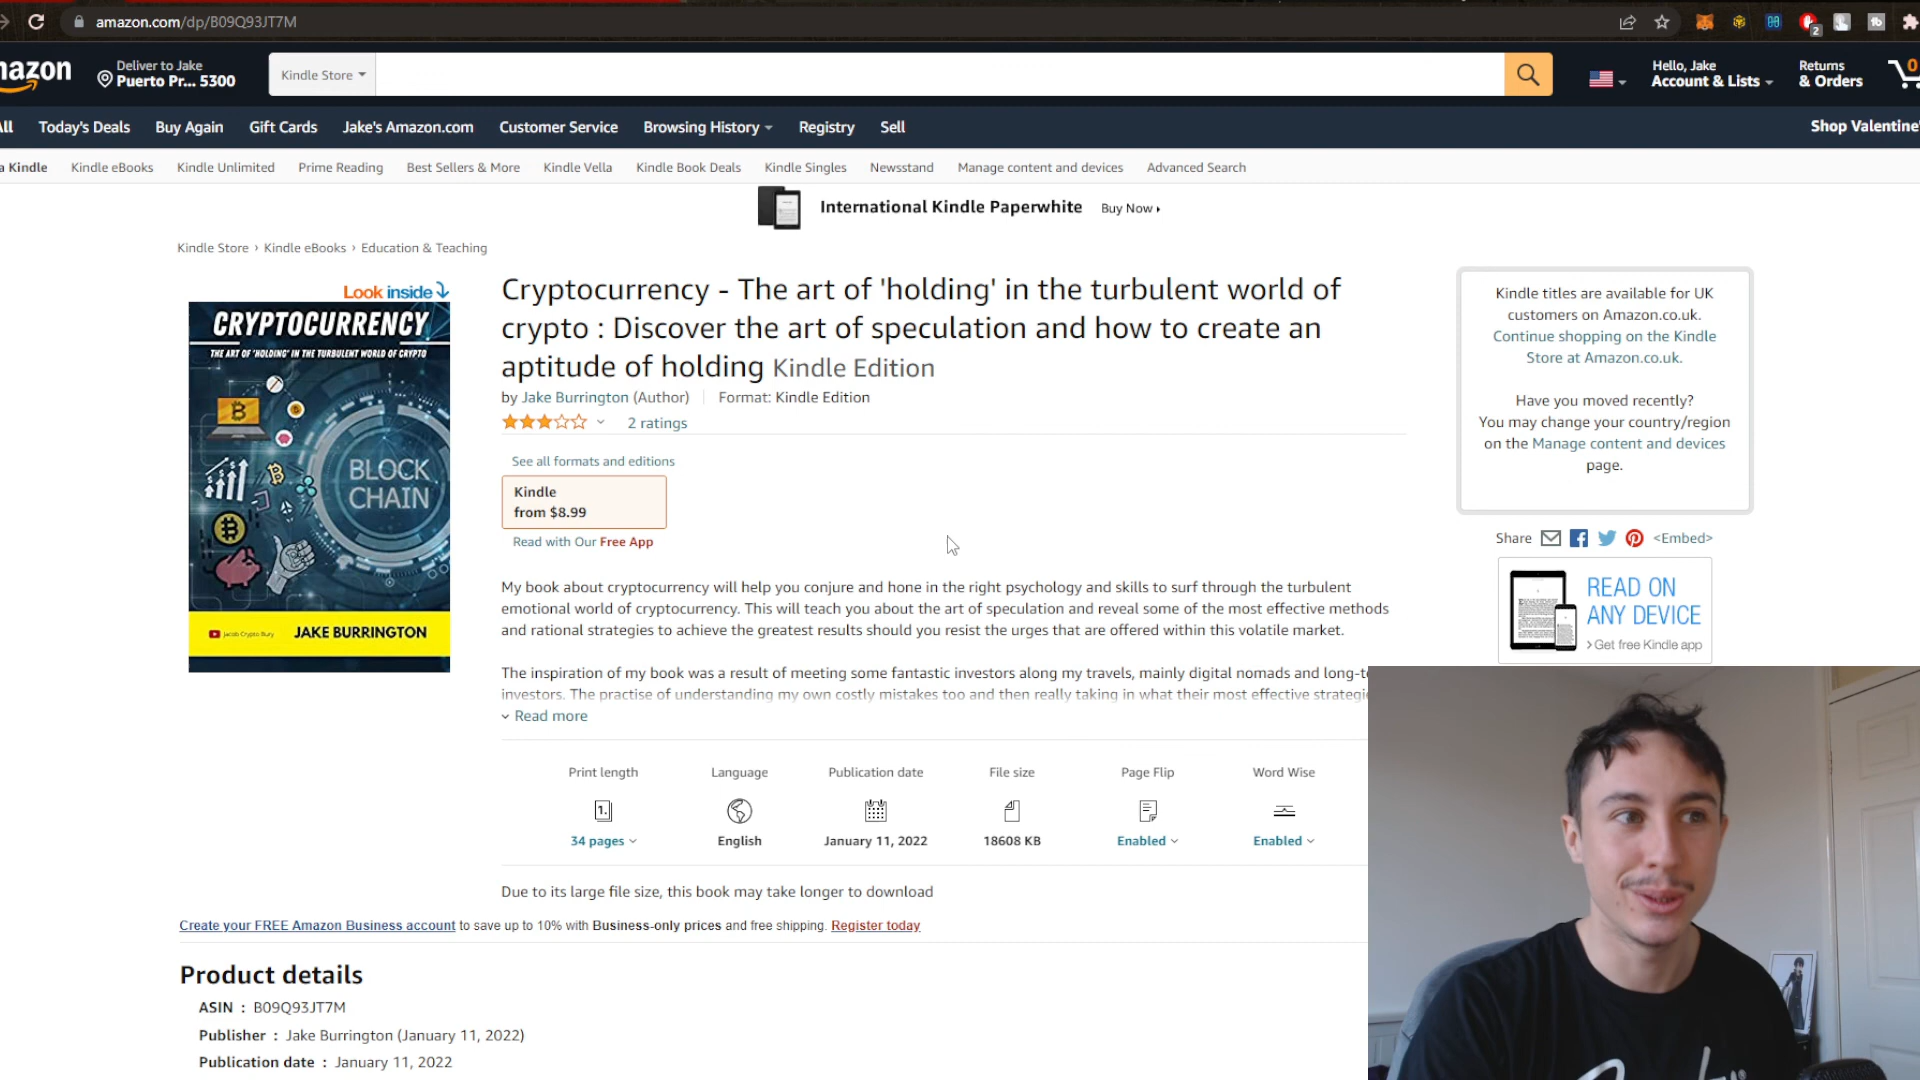 amazon.com/dp/B09Q93JT7M
2
mazon
Deliver to Jake
Puerto Pr... 5300
Kindle Store
Hello, Jake
Account & Lists
Returns
& Orders
0
All
Today's Deals
Buy Again
Gift Cards
Jake's Amazon.com
Customer Service
Browsing History
Registry
Sell
Shop Valentine'
a Kindle
Kindle eBooks
Kindle Unlimited
Prime Reading
Best Sellers & More
Kindle Vella
Kindle Book Deals
Kindle Singles
Newsstand
Manage content and devices
Advanced Search
International Kindle Paperwhite
Buy Now
Kindle Store › Kindle eBooks › Education & Teaching
Look inside
CRYPTOCURRENCY
THE ART OF 'HOLDING' IN THE TURBULENT WORLD OF CRYPTO
BLOCK
CHAIN
Jacob Crypto Bury
JAKE BURRINGTON
Cryptocurrency - The art of 'holding' in the turbulent world of
crypto : Discover the art of speculation and how to create an
aptitude of holding Kindle Edition
by Jake Burrington (Author)
Format: Kindle Edition
2 ratings
See all formats and editions
Kindle
from $8.99
Read with Our Free App
My book about cryptocurrency will help you conjure and hone in the right psychology and skills to surf through the turbulent
emotional world of cryptocurrency. This will teach you about the art of speculation and reveal some of the most effective methods
and rational strategies to achieve the greatest results should you resist the urges that are offered within this volatile market.
The inspiration of my book was a result of meeting some fantastic investors along my travels, mainly digital nomads and long-te
investors. The practise of understanding my own costly mistakes too and then really taking in what their most effective strategie
Read more
Print length
Language
Publication date
File size
Page Flip
Word Wise
1.
34 pages
English
January 11, 2022
18608 KB
Enabled
Enabled
Due to its large file size, this book may take longer to download
Create your FREE Amazon Business account to save up to 10% with Business-only prices and free shipping. Register today
Product details
ASIN : B09Q93JT7M
Publisher : Jake Burrington (January 11, 2022)
Publication date : January 11, 2022
Kindle titles are available for UK
customers on Amazon.co.uk.
Continue shopping on the Kindle
Store at Amazon.co.uk.
Have you moved recently?
You may change your country/region
on the Manage content and devices
page.
Share
<Embed>
READ ON
ANY DEVICE
›Get free Kindle app